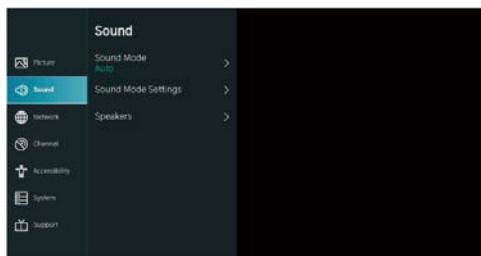 Sound
Picture
Sound
Network
Channel
Accessibility
System
Support
Sound Mode
Auto
Sound Mode Settings
Speakers